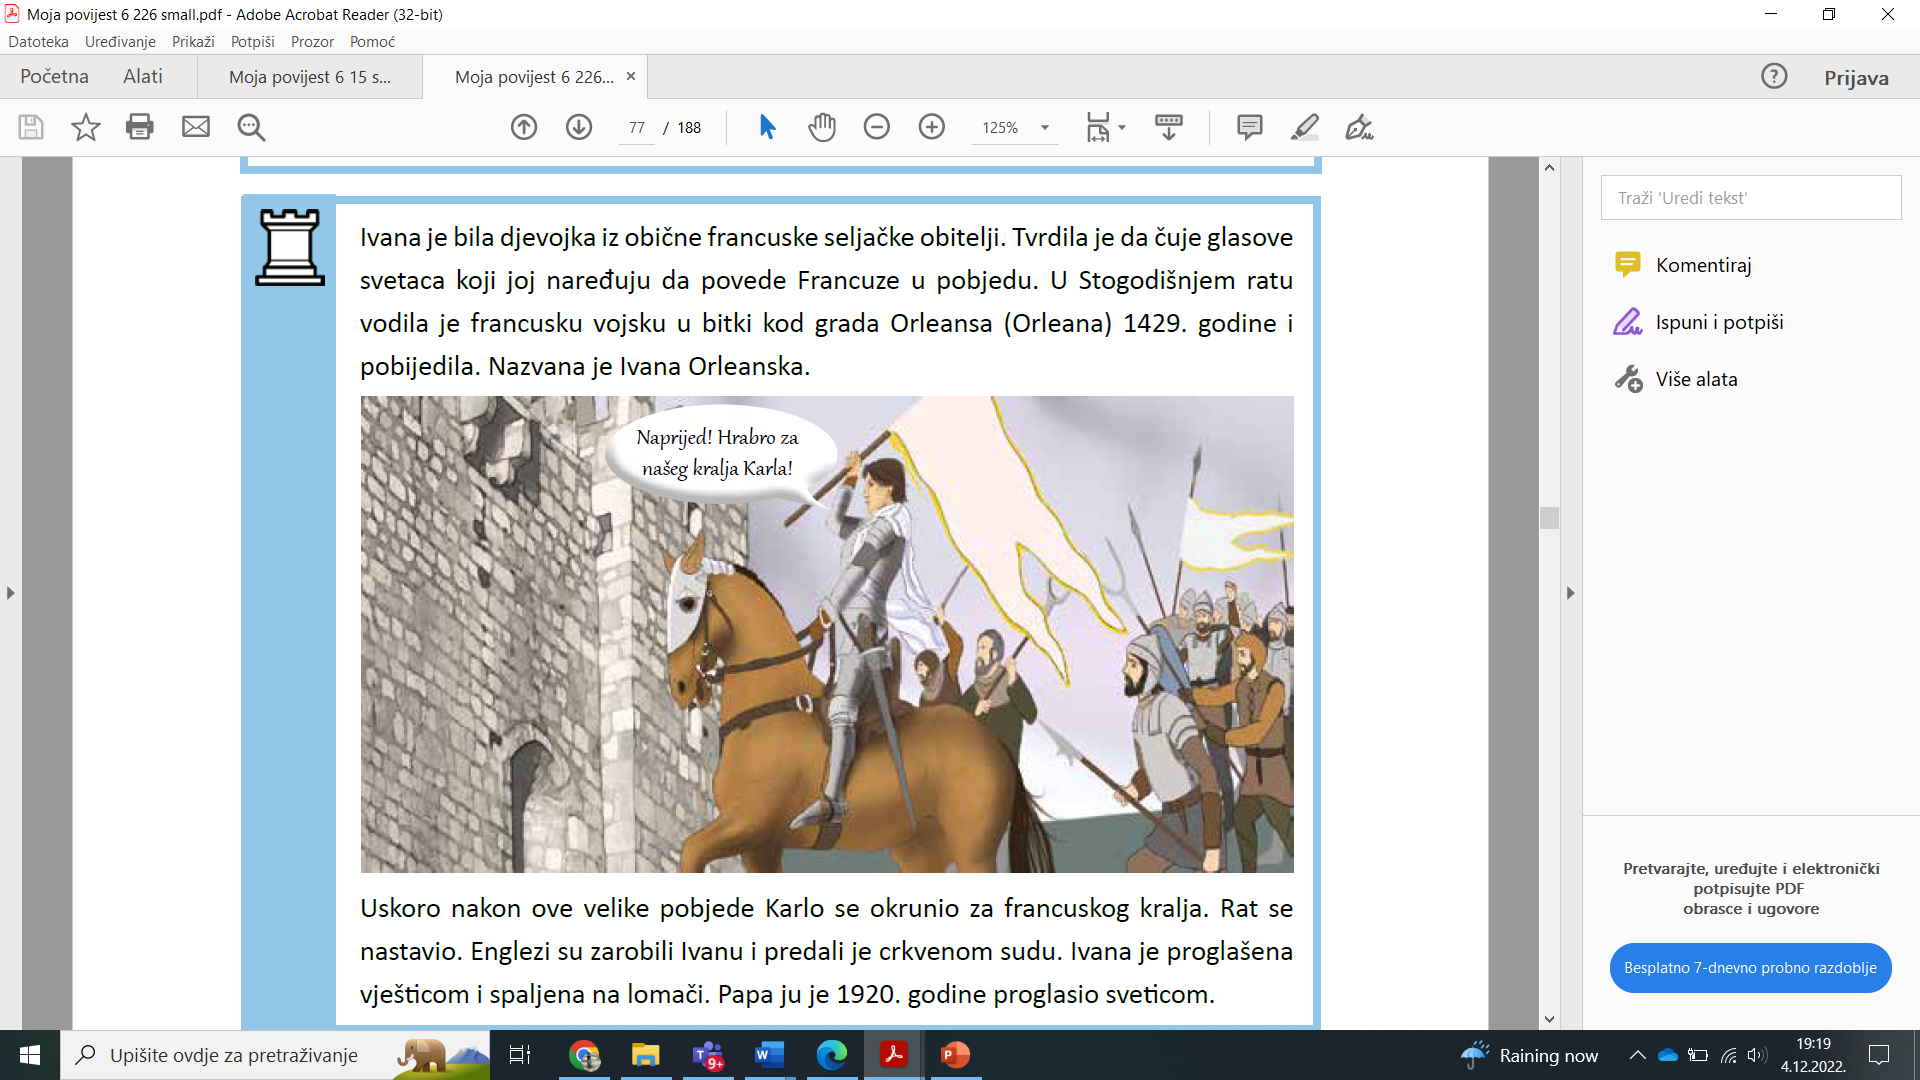 Moja povijest 6 226 small.pdf - Adobe Acrobat Reader (32-bit)
Datoteka Uređivanje Prikaži Potpiši Prozor Pomoć
Početna Alati Moja povijest 6 15 s... Moja povijest 6 226... × ? Prijava
77 / 188 125%
Ivana je bila djevojka iz obične francuske seljačke obitelji. Tvrdila je da čuje glasove
svetaca koji joj naređuju da povede Francuze u pobjedu. U Stogodišnjem ratu
vodila je francusku vojsku u bitki kod grada Orleansa (Orleana) 1429. godine i
pobijedila. Nazvana je Ivana Orleanska.
Naprijed! Hrabro za
našeg kralja Karla!
Uskoro nakon ove velike pobjede Karlo se okrunio za francuskog kralja. Rat se
nastavio. Englezi su zarobili Ivanu i predali je crkvenom sudu. Ivana je proglašena
vješticom i spaljena na lomači. Papa ju je 1920. godine proglasio sveticom.
Traži 'Uredi tekst'
Komentiraj
Ispuni i potpiši
Više alata
Pretvarajte, uređujte i elektronički
potpisujte PDF
obrasce i ugovore
Besplatno 7-dnevno probno razdoblje
Upišite ovdje za pretraživanje
9+
Raining now
19:19
4.12.2022.